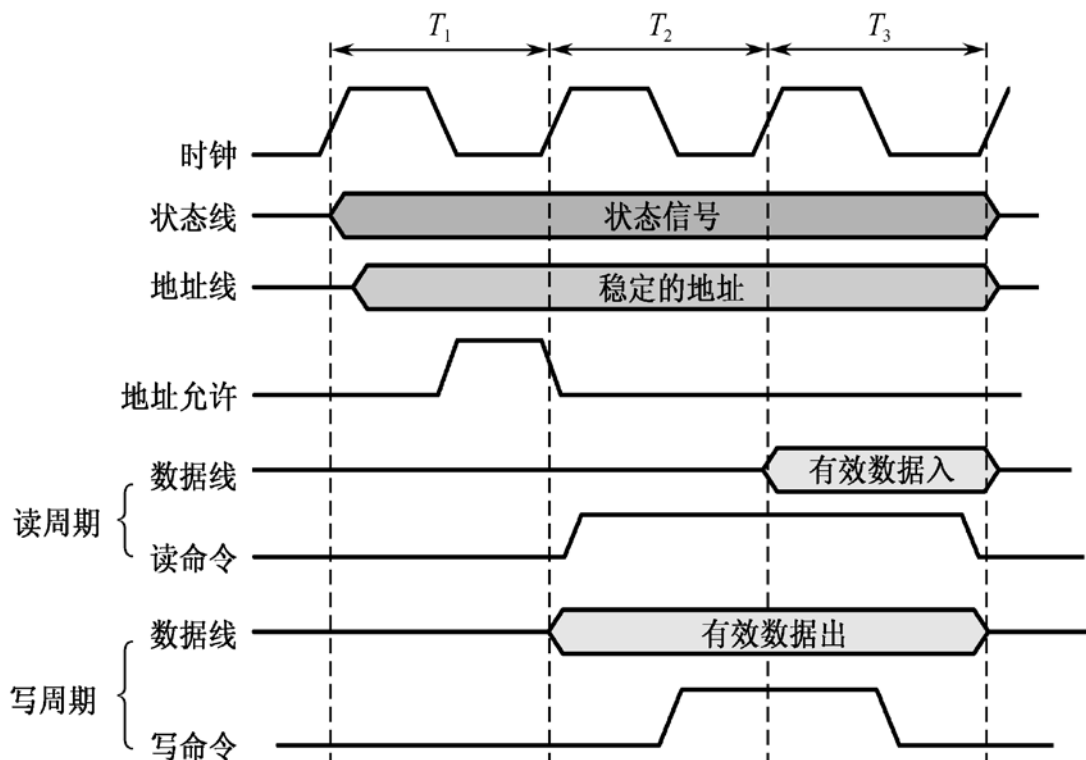 T1 T2 T3
时钟
状态线 状态信号
地址线 稳定的地址
地址允许
数据线 有效数据入
读周期
读命令
数据线 有效数据出
写周期
写命令